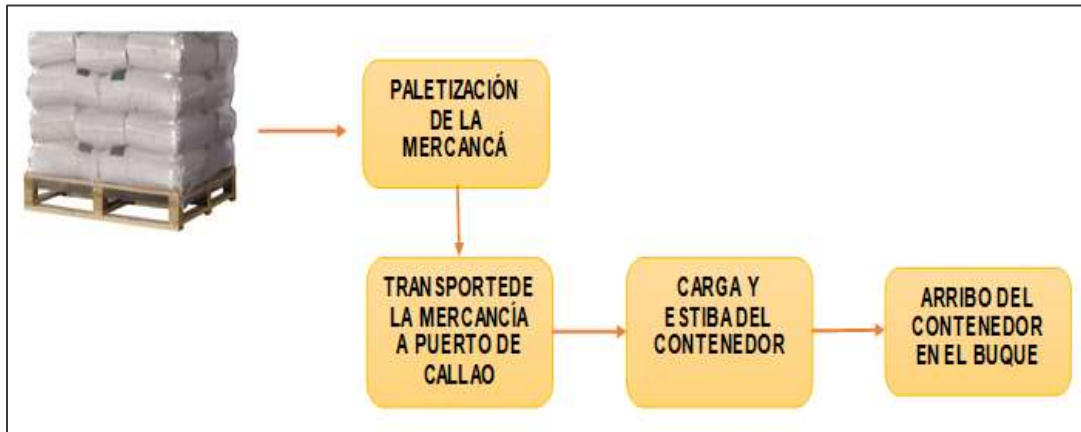 PALETIZACIÓN
DE LA
MERCANCÁ
TRANSPORTEDE
LA MERCANCÍA
A PUERTO DE
CALLAO
CARGA Y
ESTIBA DEL
CONTENEDOR
ARRIBO DEL
CONTENEDOR
EN EL BUQUE